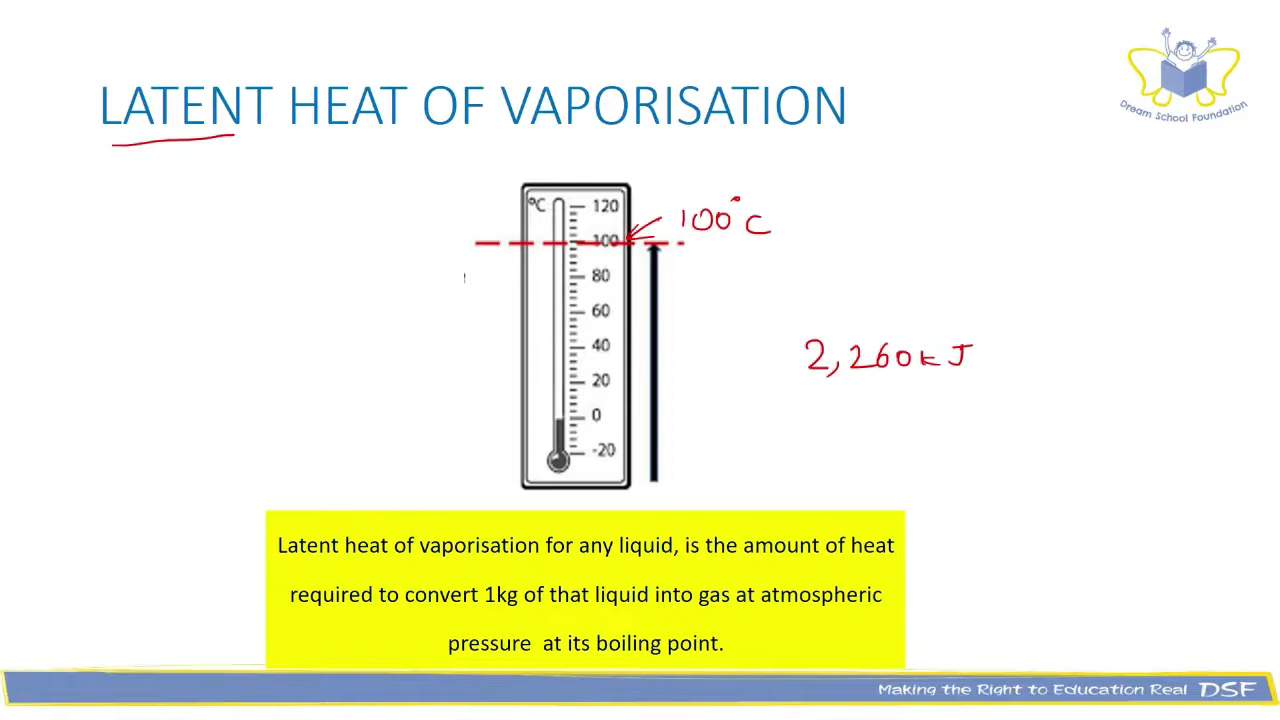 LATENT HEAT OF VAPORISATION
Dream School Foundation
°C
120
100
100°C
80
60
40
20
0
-20
2,260kJ
Latent heat of vaporisation for any liquid, is the amount of heat
required to convert 1kg of that liquid into gas at atmospheric
pressure at its boiling point.
Making the Right to Education Real DSF